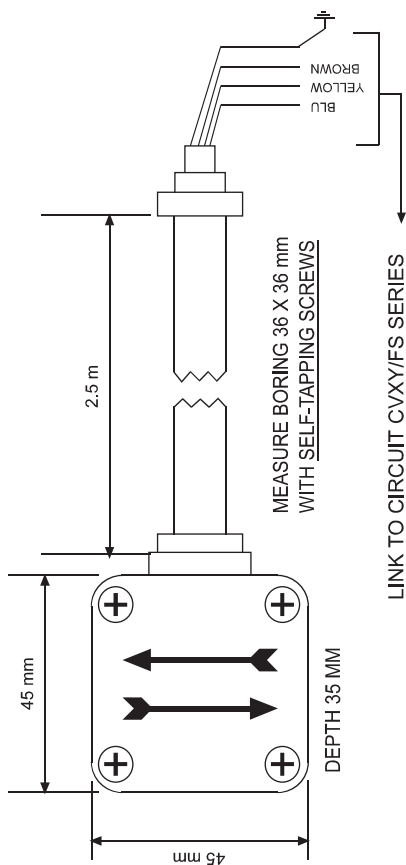 45 mm
2.5 m
45 mm
DEPTH 35 MM
MEASURE BORING 36 X 36 mm
WITH SELF-TAPPING SCREWS
BROWN
YELLOW
BLU
LINK TO CIRCUIT CVXY/FS SERIES